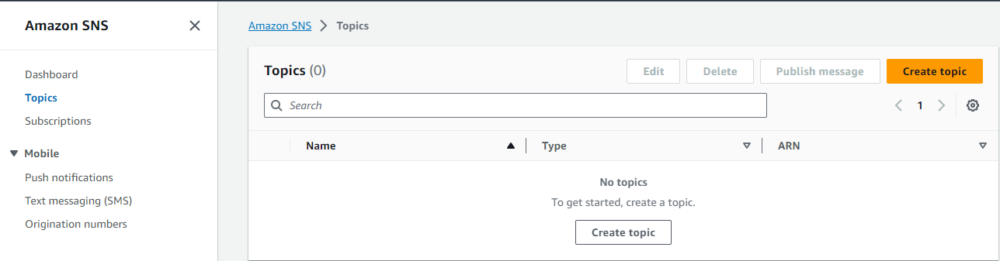 Amazon SNS
Dashboard
Topics
Subscriptions
Mobile
Push notifications
Text messaging (SMS)
Origination numbers
Amazon SNS > Topics
Topics (0)
Edit
Delete
Publish message
Create topic
Search
1
Name
Type
ARN
No topics
To get started, create a topic.
Create topic